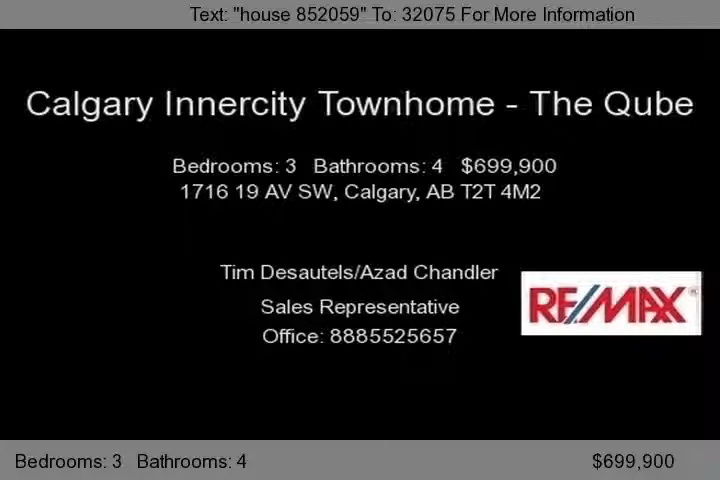 Text: "house 852059" To: 32075 For More Information
Calgary Innercity Townhome - The Qube
Bedrooms: 3 Bathrooms: 4 $699,900
1716 19 AV SW, Calgary, AB T2T 4M2
Tim Desautels/Azad Chandler
Sales Representative
RE/MAX®
Office: 8885525657
Bedrooms: 3 Bathrooms: 4 $699,900